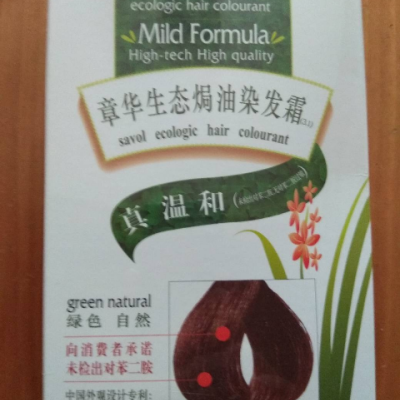 ecologic hair colourant
Mild Formula
High-tech High quality
章华生态焗油染发霜
savol ecologic hair colourant
真温和
green natural
绿色 自然
向消费者承诺
未检出对苯二胺
中国外观设计专利: